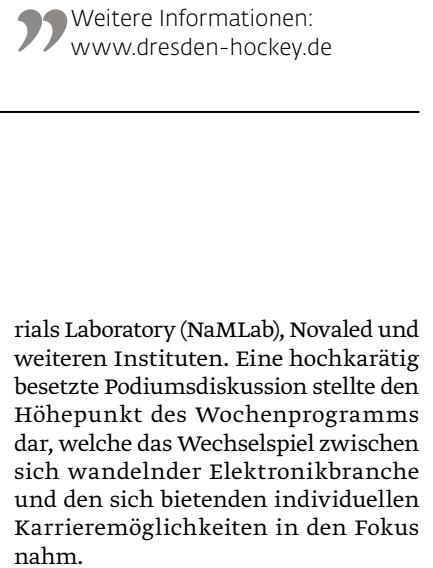 Weitere Informationen:
www.dresden-hockey.de
rials Laboratory (NaMLab), Novaled und
weiteren Instituten. Eine hochkarätig
besetzte Podiumsdiskussion stellte den
Höhepunkt des Wochenprogramms
dar, welche das Wechselspiel zwischen
sich wandelnder Elektronikbranche
und den sich bietenden individuellen
Karrieremöglichkeiten in den Fokus
nahm.